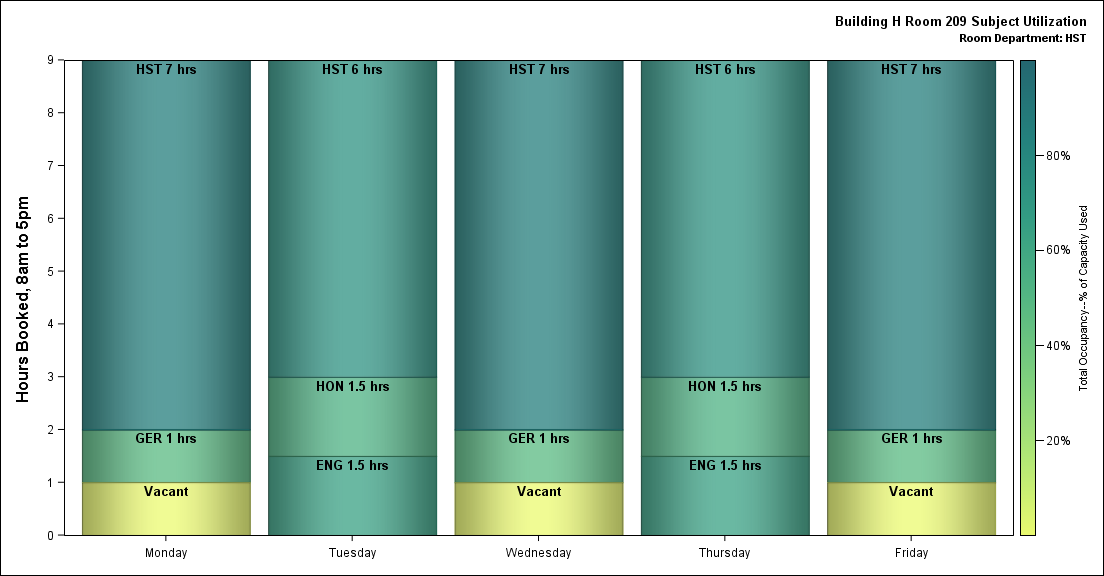 Building H Room 209 Subject Utilization
Room Department: HST
Hours Booked, 8am to 5pm
9
8
7
6
5
4
3
2
1
0
HST 7 hrs
GER 1 hrs
Vacant
Monday
HST 6 hrs
HON 1.5 hrs
ENG 1.5 hrs
Tuesday
HST 7 hrs
GER 1 hrs
Vacant
Wednesday
HST 6 hrs
HON 1.5 hrs
ENG 1.5 hrs
Thursday
HST 7 hrs
GER 1 hrs
Vacant
Friday
80%
60%
40%
20%
Total Occupancy--% of Capacity Used